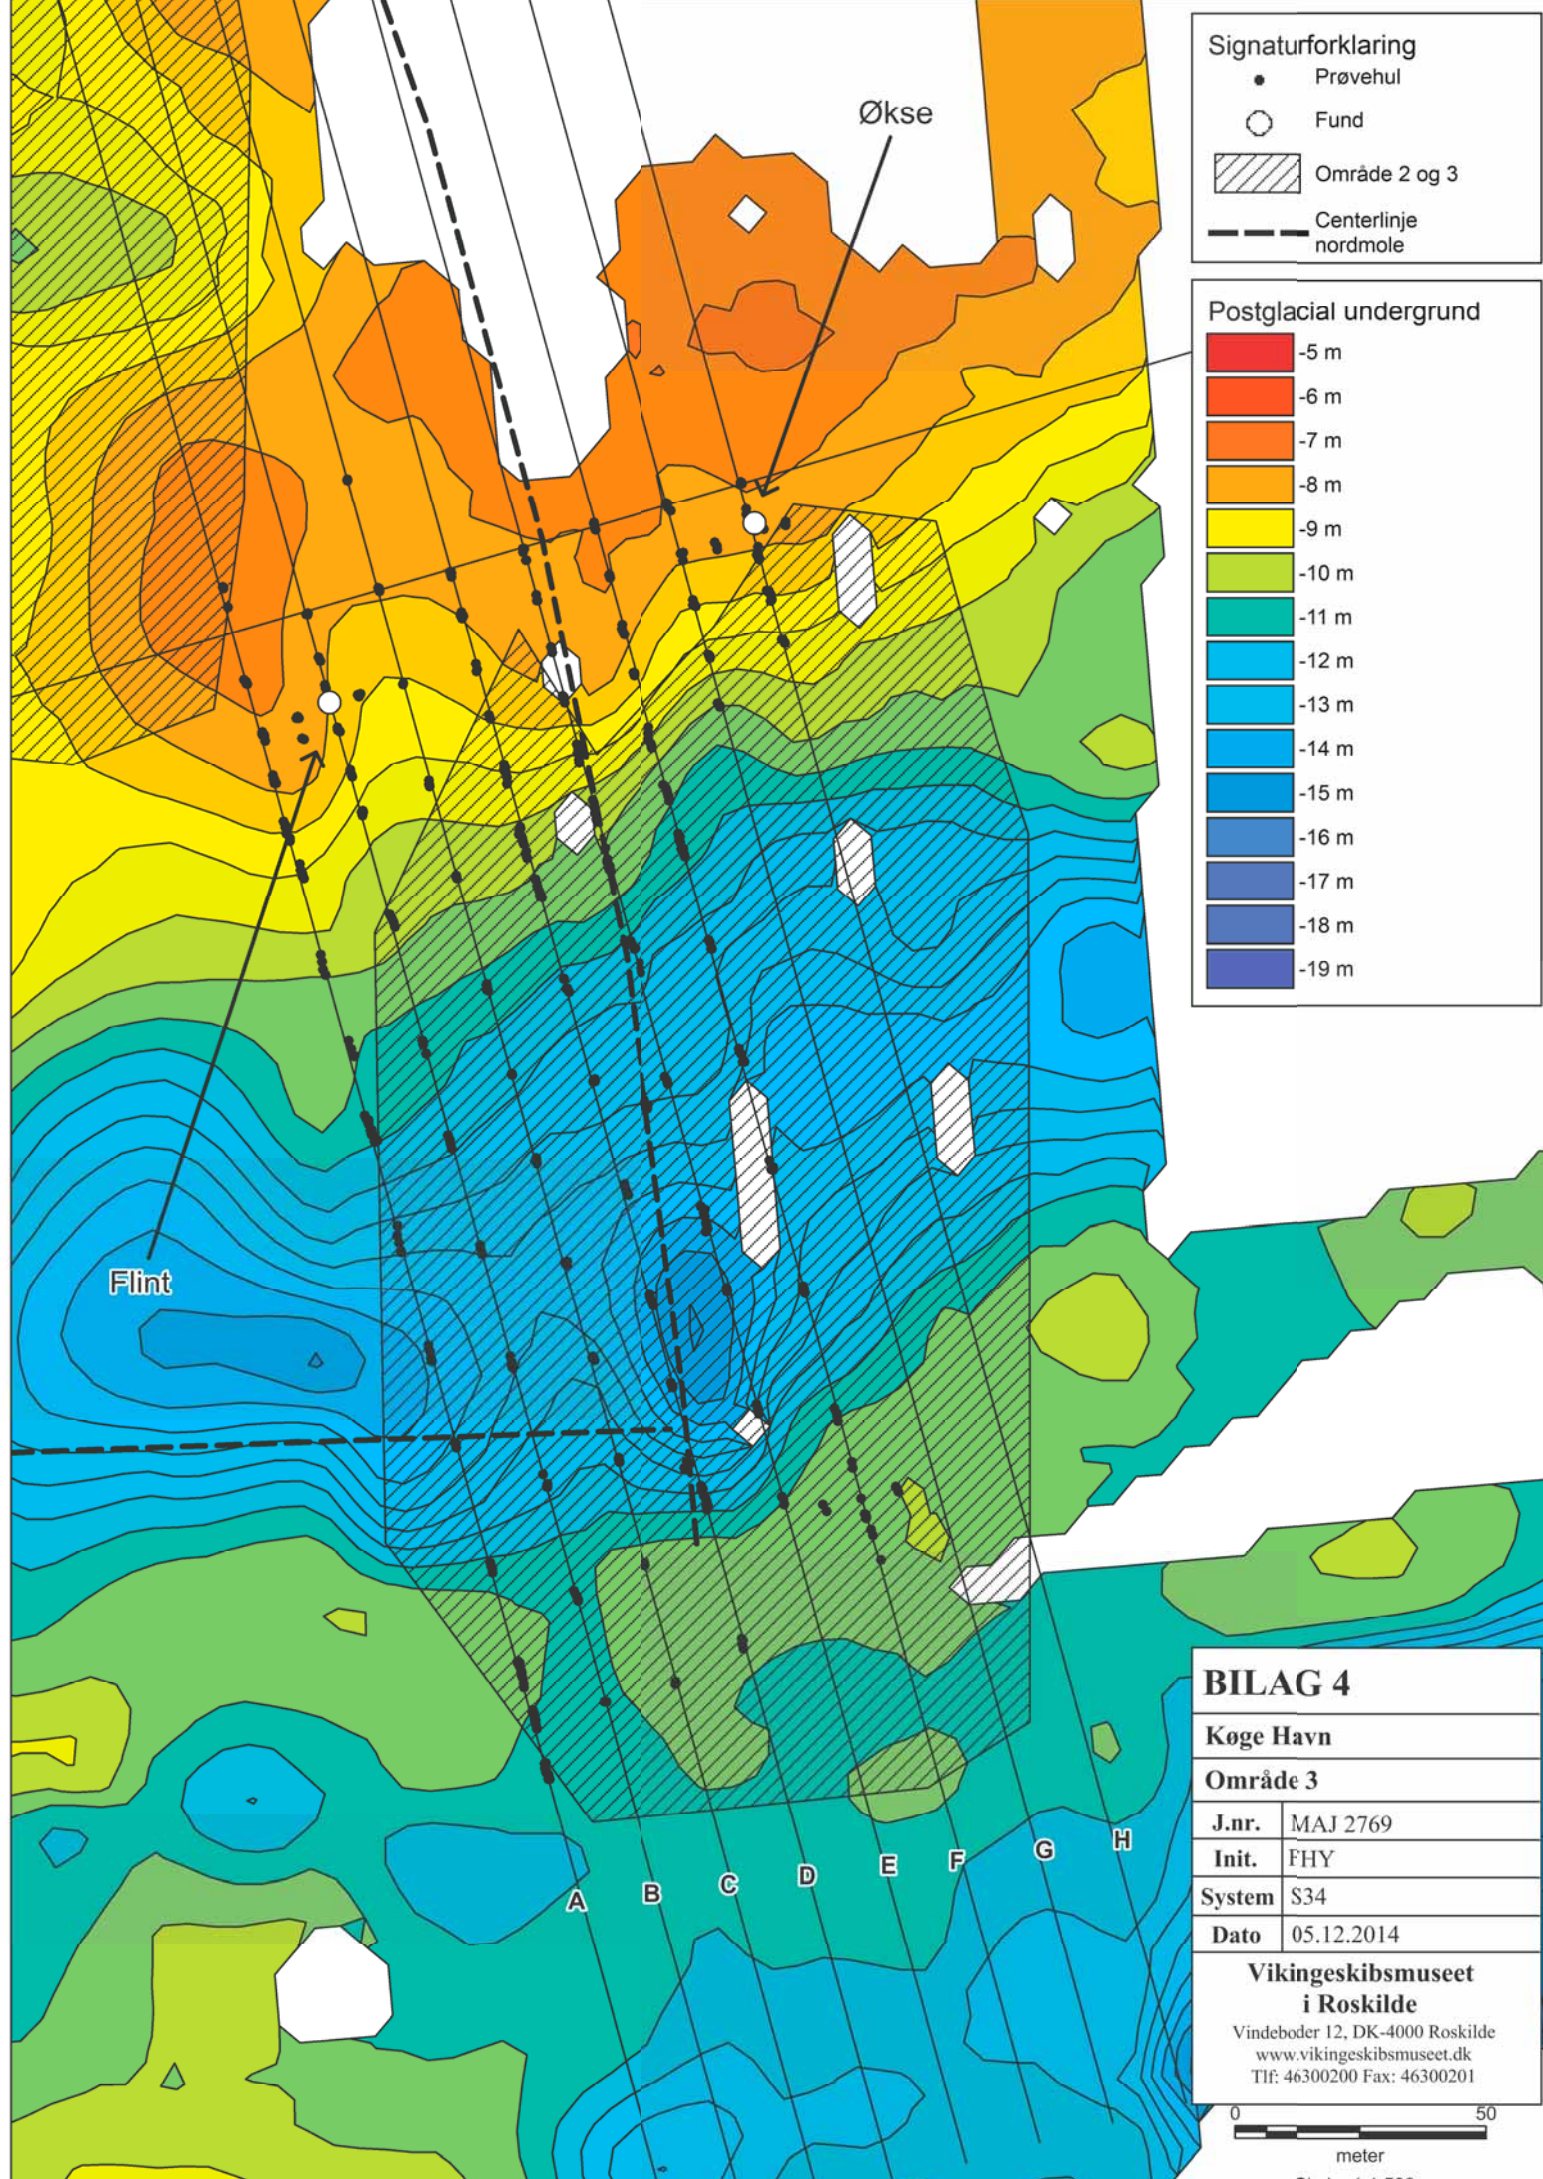 Økse
Flint
A
B
C
D
E
F
G
H
Signaturforklaring
Prøvehul
Fund
Område 2 og 3
Centerlinje
nordmole
Postglacial undergrund
-5 m
-6 m
-7 m
-8 m
-9 m
-10 m
-11 m
-12 m
-13 m
-14 m
-15 m
-16 m
-17 m
-18 m
-19 m
BILAG 4
Køge Havn
Område 3
J.nr. MAJ 2769
Init. FHY
System S34
Dato 05.12.2014
Vikingeskibsmuseet
i Roskilde
Vindeboder 12, DK-4000 Roskilde
www.vikingeskibsmuseet.dk
Tlf: 46300200 Fax: 46300201
0 50
meter